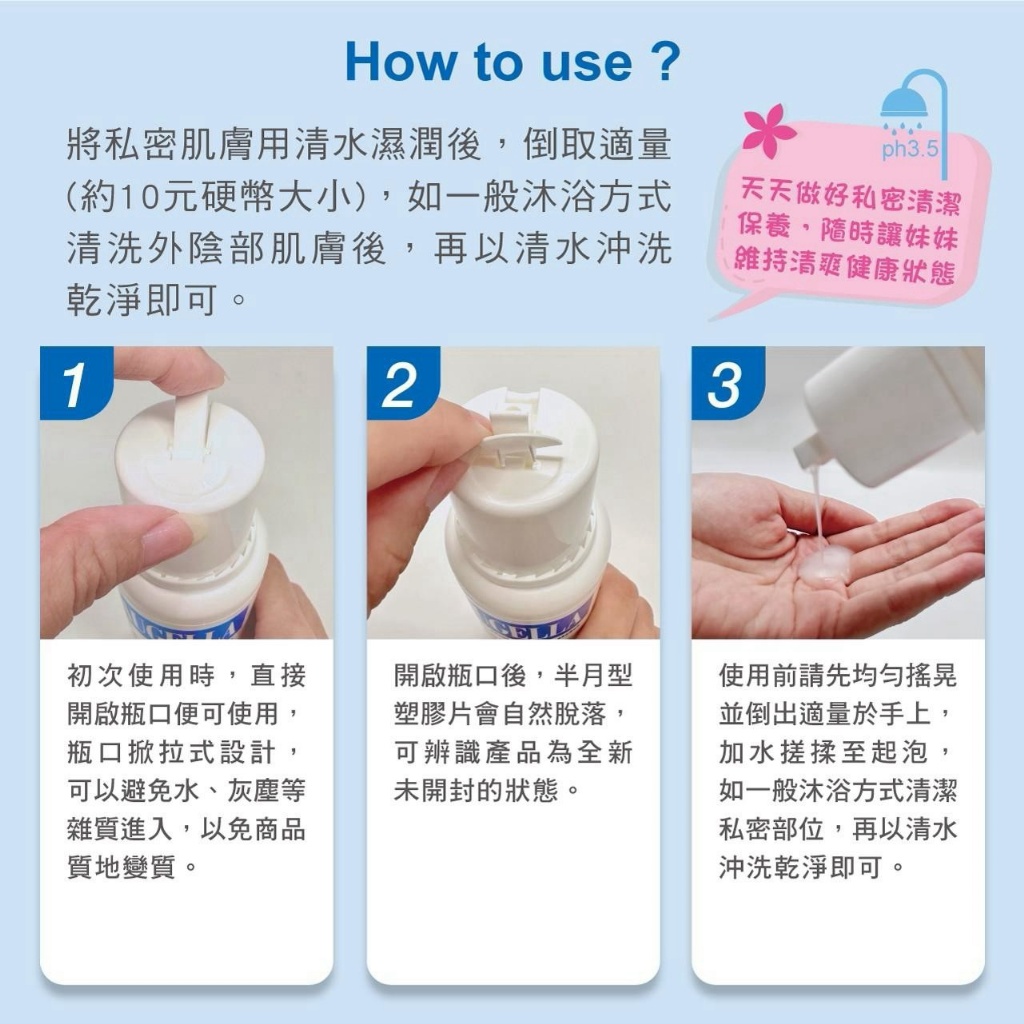 How to use ?
將私密肌膚用清水濕潤後，倒取適量
(約10元硬幣大小)，如一般沐浴方式
清洗外陰部肌膚後，再以清水沖洗
乾淨即可。
ph3.5
天天做好私密清潔
保養，隨時讓妹妹
維持清爽健康狀態
1
初次使用時，直接
開啟瓶口便可使用，
瓶口掀拉式設計，
可以避免水、灰塵等
雜質進入，以免商品
質地變質。
2
開啟瓶口後，半月型
塑膠片會自然脫落，
可辨識產品為全新
未開封的狀態。
3
使用前請先均勻搖晃
並倒出適量於手上，
加水搓揉至起泡，
如一般沐浴方式清潔
私密部位，再以清水
沖洗乾淨即可。